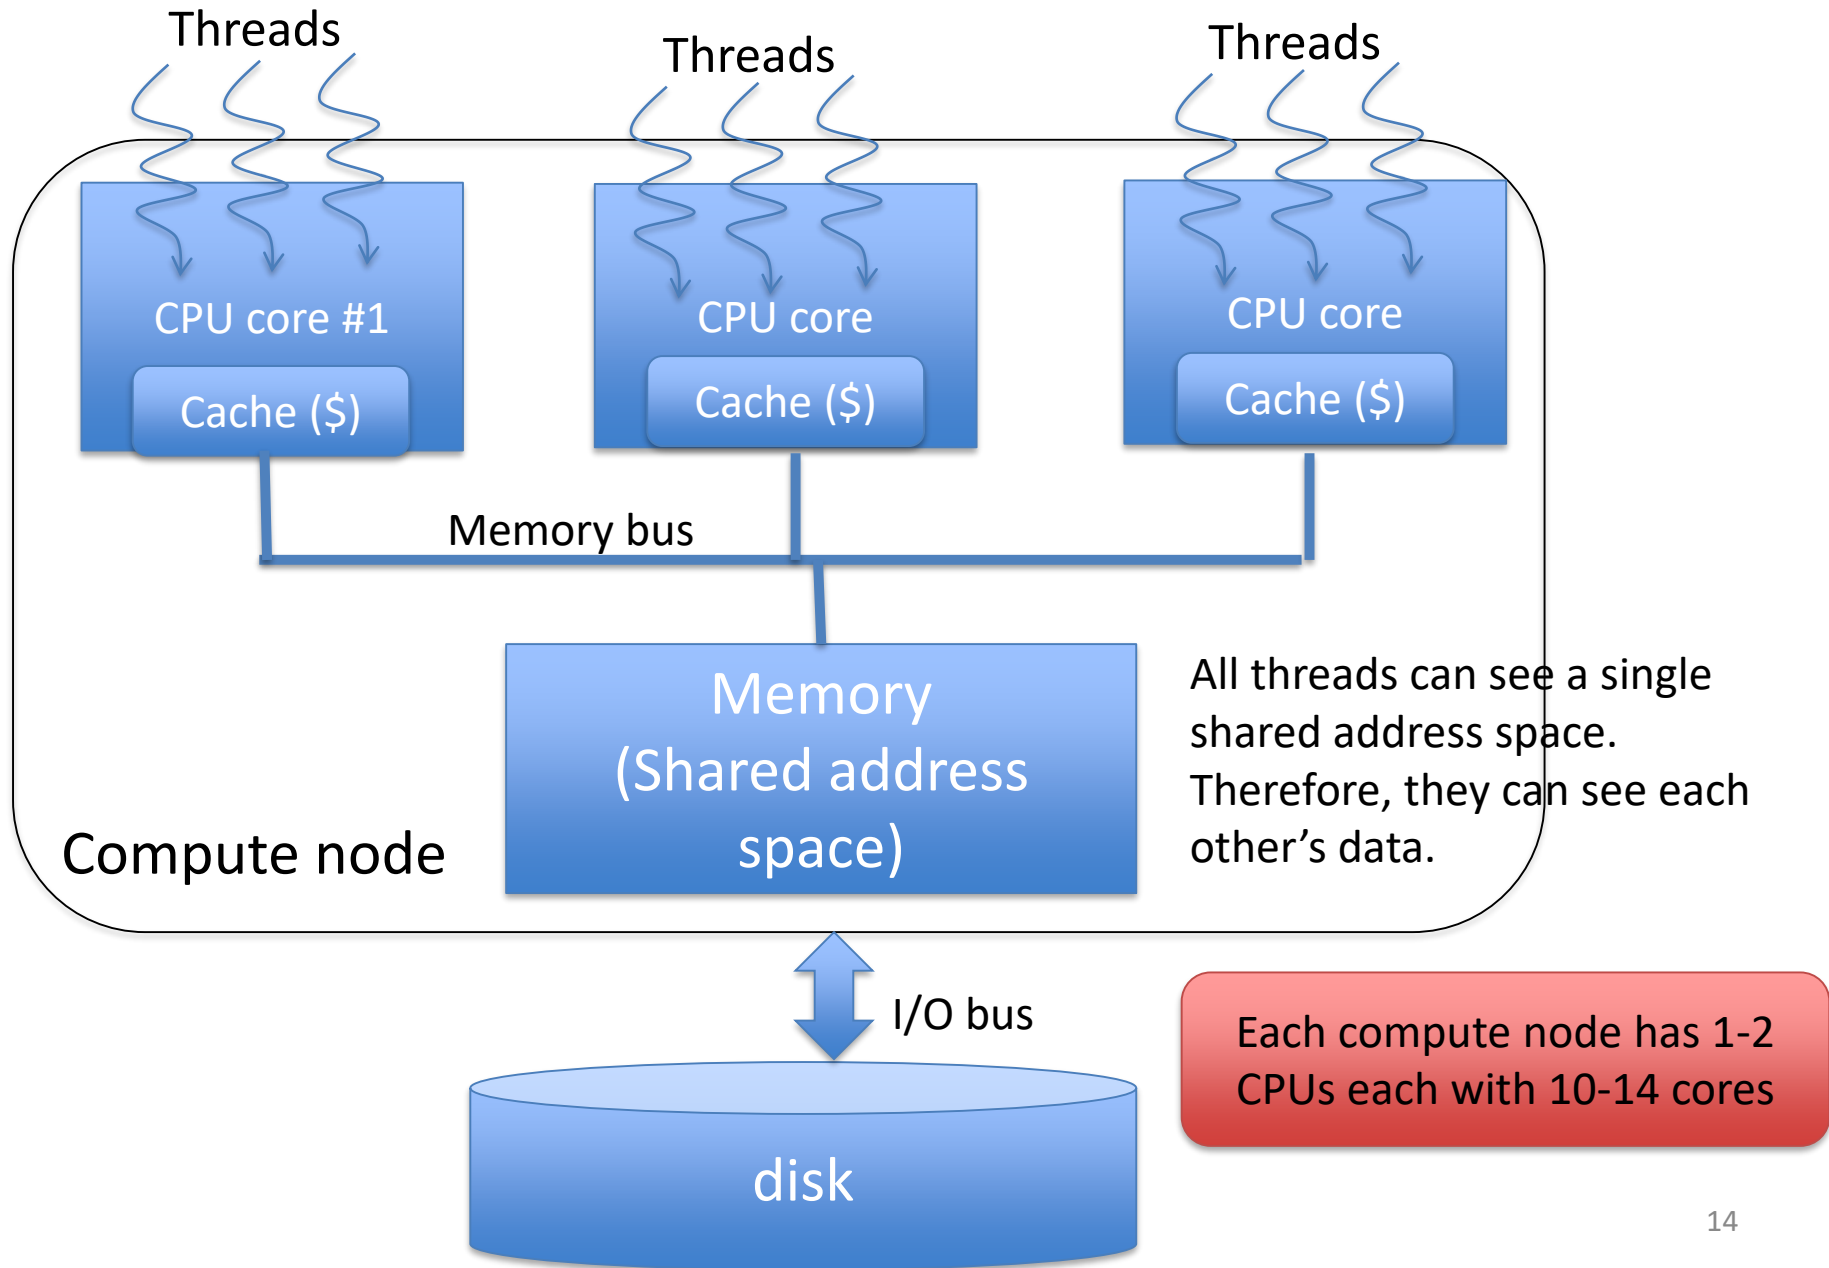 Threads
Threads
Threads
CPU core #1
CPU core
CPU core
Cache ($)
Cache ($)
Cache ($)
Memory bus
Memory
(Shared address
space)
All threads can see a single
shared address space.
Therefore, they can see each
other’s data.
Compute node
I/O bus
Each compute node has 1-2
CPUs each with 10-14 cores
disk
14